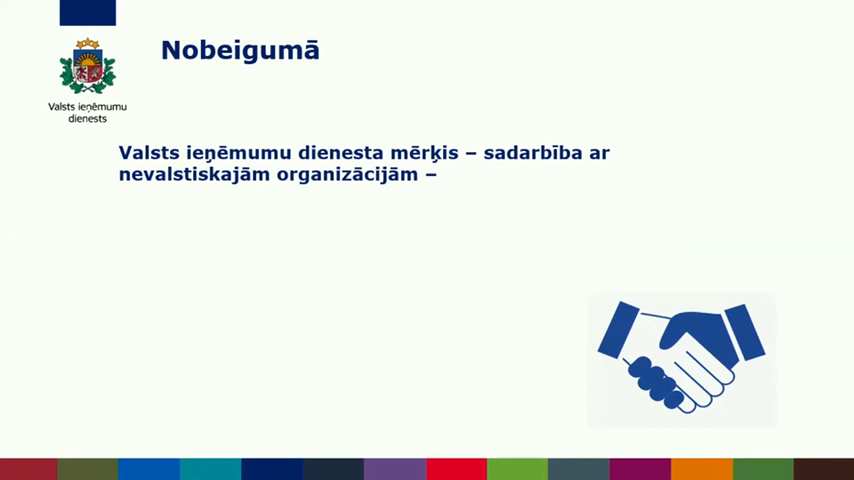 Nobeigumā
Valsts ieņēmumu
dienests
Valsts ieņēmumu dienesta mērķis – sadarbība ar
nevalstiskajām organizācijām –